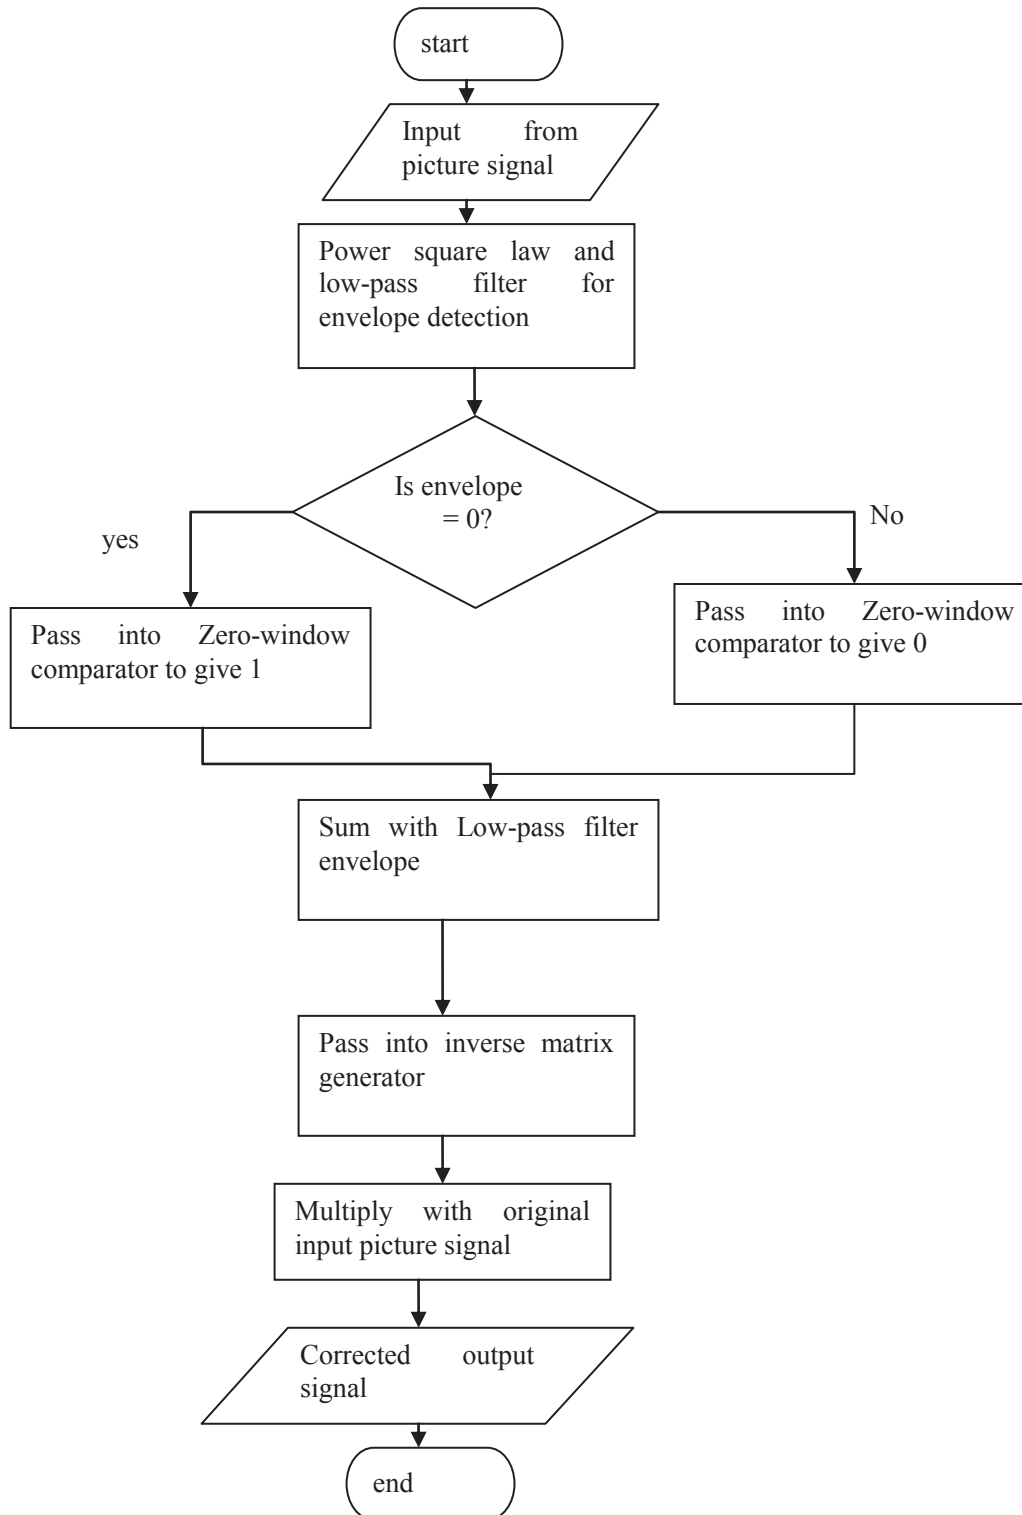 start
Input from
picture signal
Power square law and
low-pass filter for
envelope detection
Is envelope
= 0?
yes
No
Pass into Zero-window
comparator to give 1
Pass into Zero-window
comparator to give 0
Sum with Low-pass filter
envelope
Pass into inverse matrix
generator
Multiply with original
input picture signal
Corrected output
signal
end